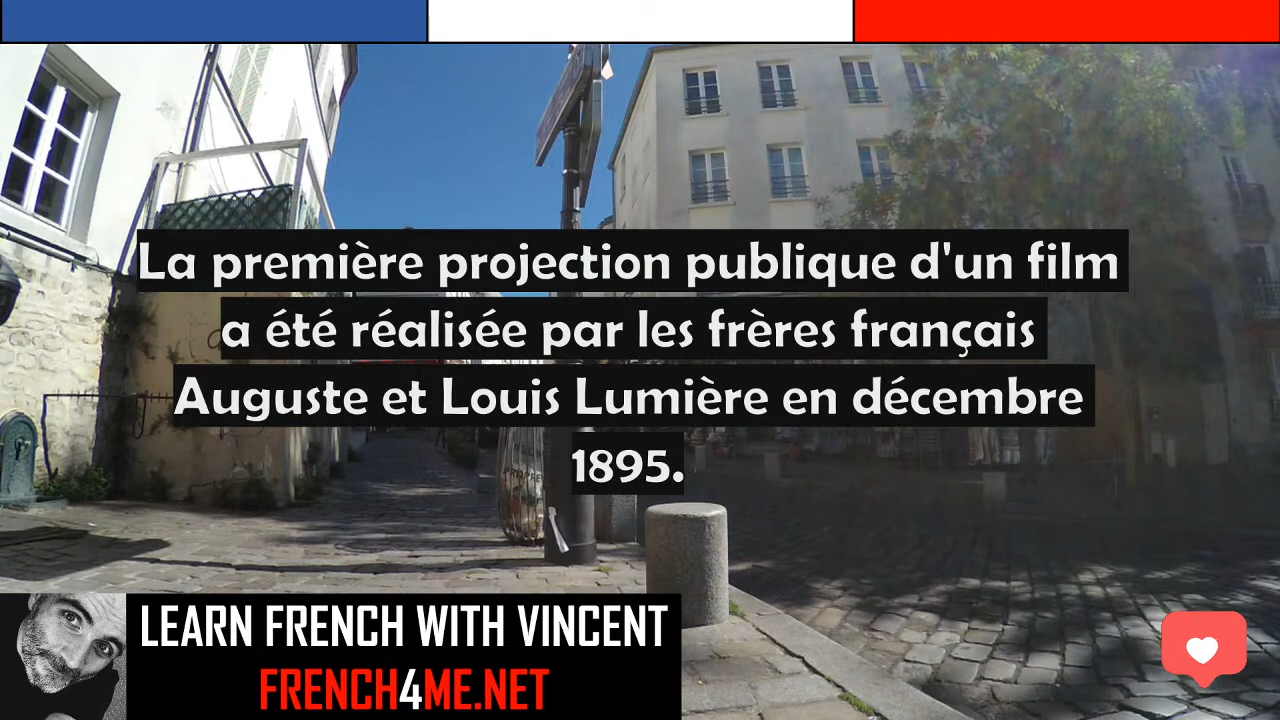 La première projection publique d'un film
a été réalisée par les frères français
Auguste et Louis Lumière en décembre
1895.
LEARN FRENCH WITH VINCENT
FRENCH4ME.NET